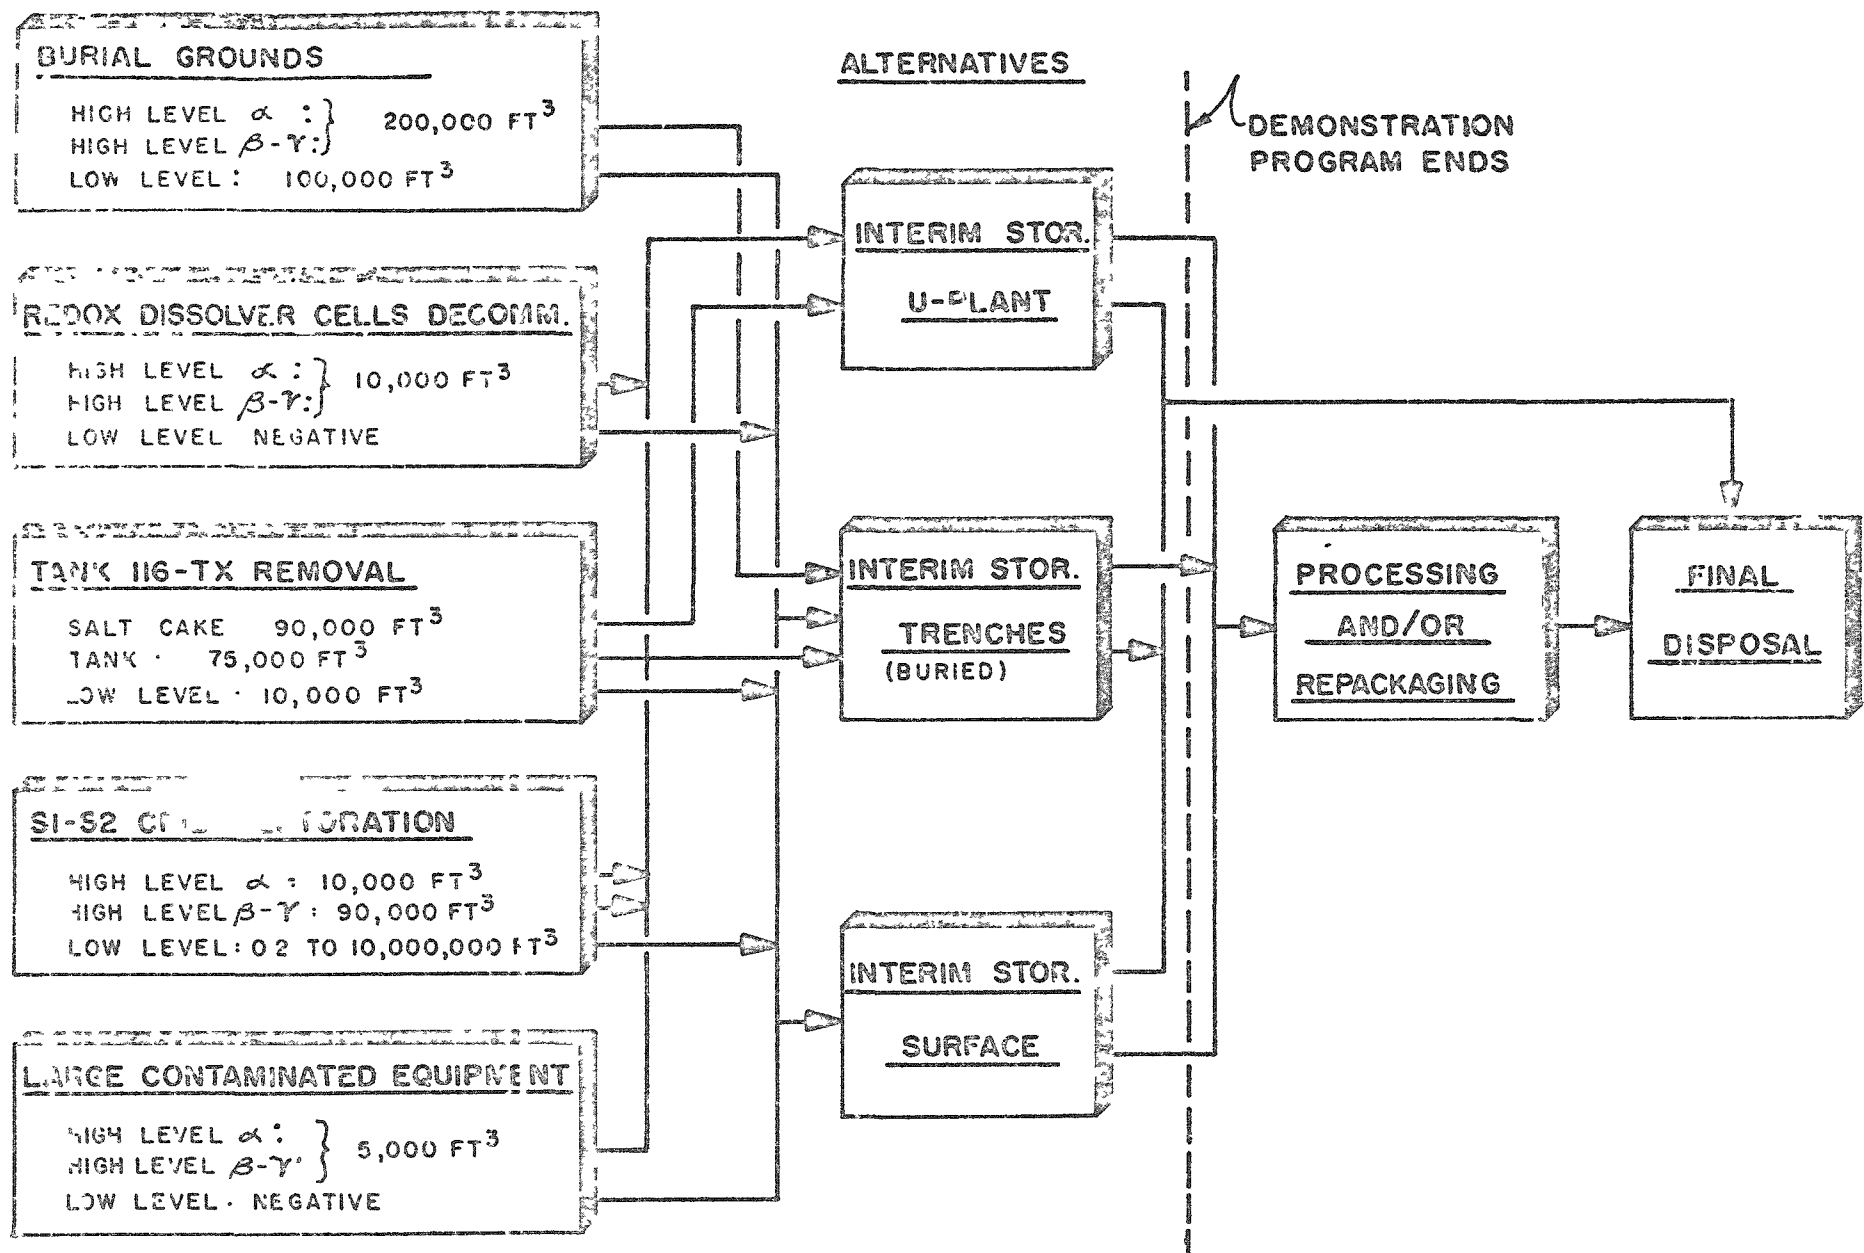 BURIAL GROUNDS
HIGH LEVEL α :
HIGH LEVEL β-γ:
200,000 FT³
LOW LEVEL: 100,000 FT³
REDOX DISSOLVER CELLS DECOMM.
HIGH LEVEL α :
HIGH LEVEL β-γ:
10,000 FT³
LOW LEVEL NEGATIVE
TANK 116-TX REMOVAL
SALT CAKE 90,000 FT³
TANK · 75,000 FT³
LOW LEVEL · 10,000 FT³
S1-S2
HIGH LEVEL α : 10,000 FT³
HIGH LEVEL β-γ : 90,000 FT³
LOW LEVEL: 0 2 TO 10,000,000 FT³
LARGE CONTAMINATED EQUIPMENT
HIGH LEVEL α :
HIGH LEVEL β-γ
5,000 FT³
LOW LEVEL · NEGATIVE
ALTERNATIVES
INTERIM STOR.
U-PLANT
INTERIM STOR.
TRENCHES
(BURIED)
INTERIM STOR.
SURFACE
DEMONSTRATION
PROGRAM ENDS
PROCESSING
AND/OR
REPACKAGING
FINAL
DISPOSAL